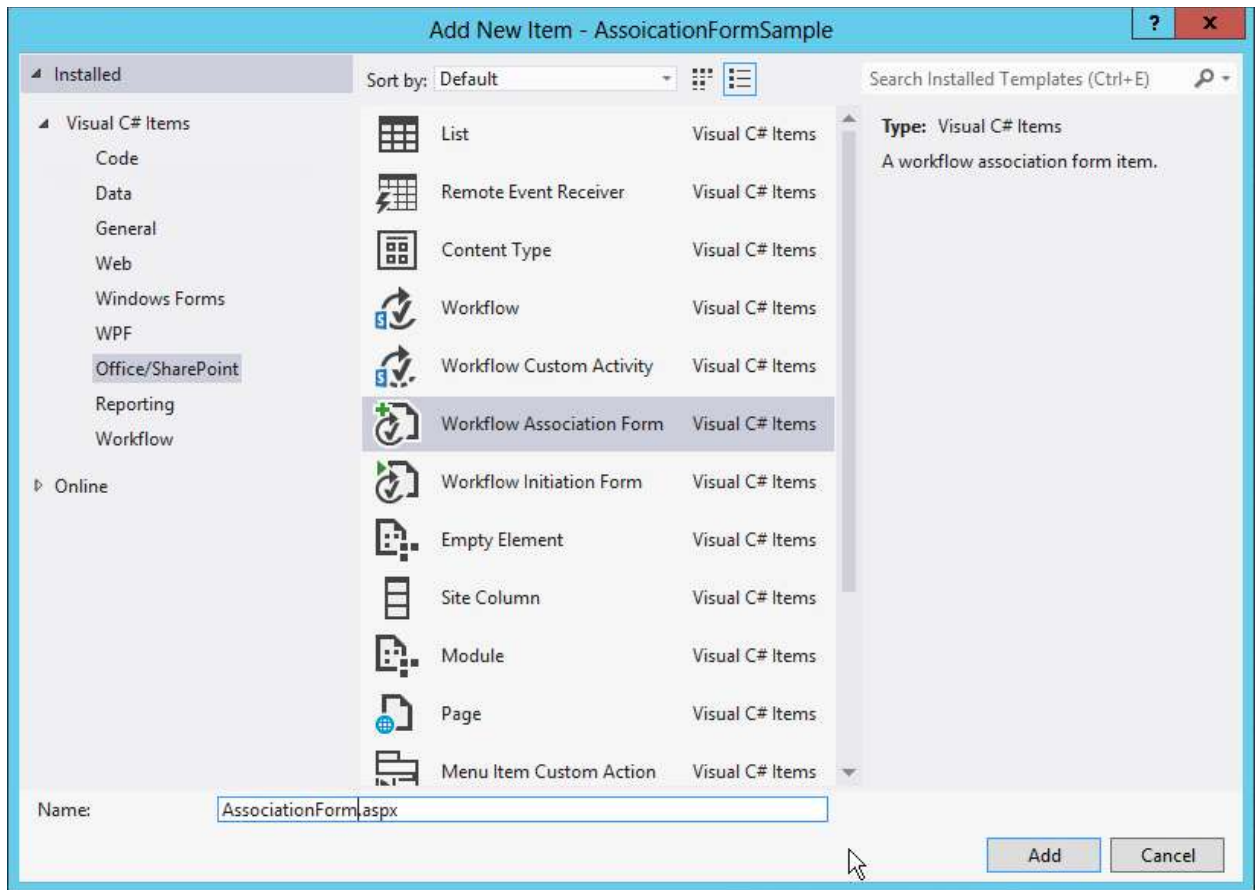 Add New Item - AssoicationFormSample
? x
Installed
Sort by: Default
Search Installed Templates (Ctrl+E)
Visual C# Items
Code
Data
General
Web
Windows Forms
WPF
Office/SharePoint
Reporting
Workflow
Online
List Visual C# Items
Remote Event Receiver Visual C# Items
Content Type Visual C# Items
Workflow Visual C# Items
Workflow Custom Activity Visual C# Items
Workflow Association Form Visual C# Items
Workflow Initiation Form Visual C# Items
Empty Element Visual C# Items
Site Column Visual C# Items
Module Visual C# Items
Page Visual C# Items
Menu Item Custom Action Visual C# Items
Type: Visual C# Items
A workflow association form item.
Name: AssociationForm.aspx
Add Cancel